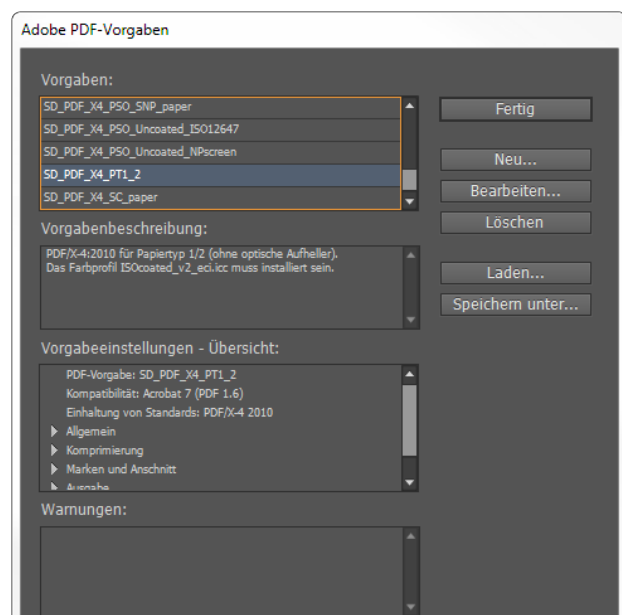 Adobe PDF-Vorgaben
Vorgaben:
SD_PDF_X4_PSO_SNP_paper
SD_PDF_X4_PSO_Uncoated_ISO12647
SD_PDF_X4_PSO_Uncoated_NPscreen
SD_PDF_X4_PT1_2
SD_PDF_X4_SC_paper
Fertig
Neu...
Bearbeiten...
Löschen
Laden...
Speichern unter...
Vorgabenbeschreibung:
PDF/X-4:2010 für Papiertyp 1/2 (ohne optische Aufheller).
Das Farbprofil ISOcoated_v2_eci.icc muss installiert sein.
Vorgabeeinstellungen - Übersicht:
PDF-Vorgabe: SD_PDF_X4_PT1_2
Kompatibilität: Acrobat 7 (PDF 1.6)
Einhaltung von Standards: PDF/X-4 2010
Allgemein
Komprimierung
Marken und Anschnitt
Ausgabe
Warnungen: